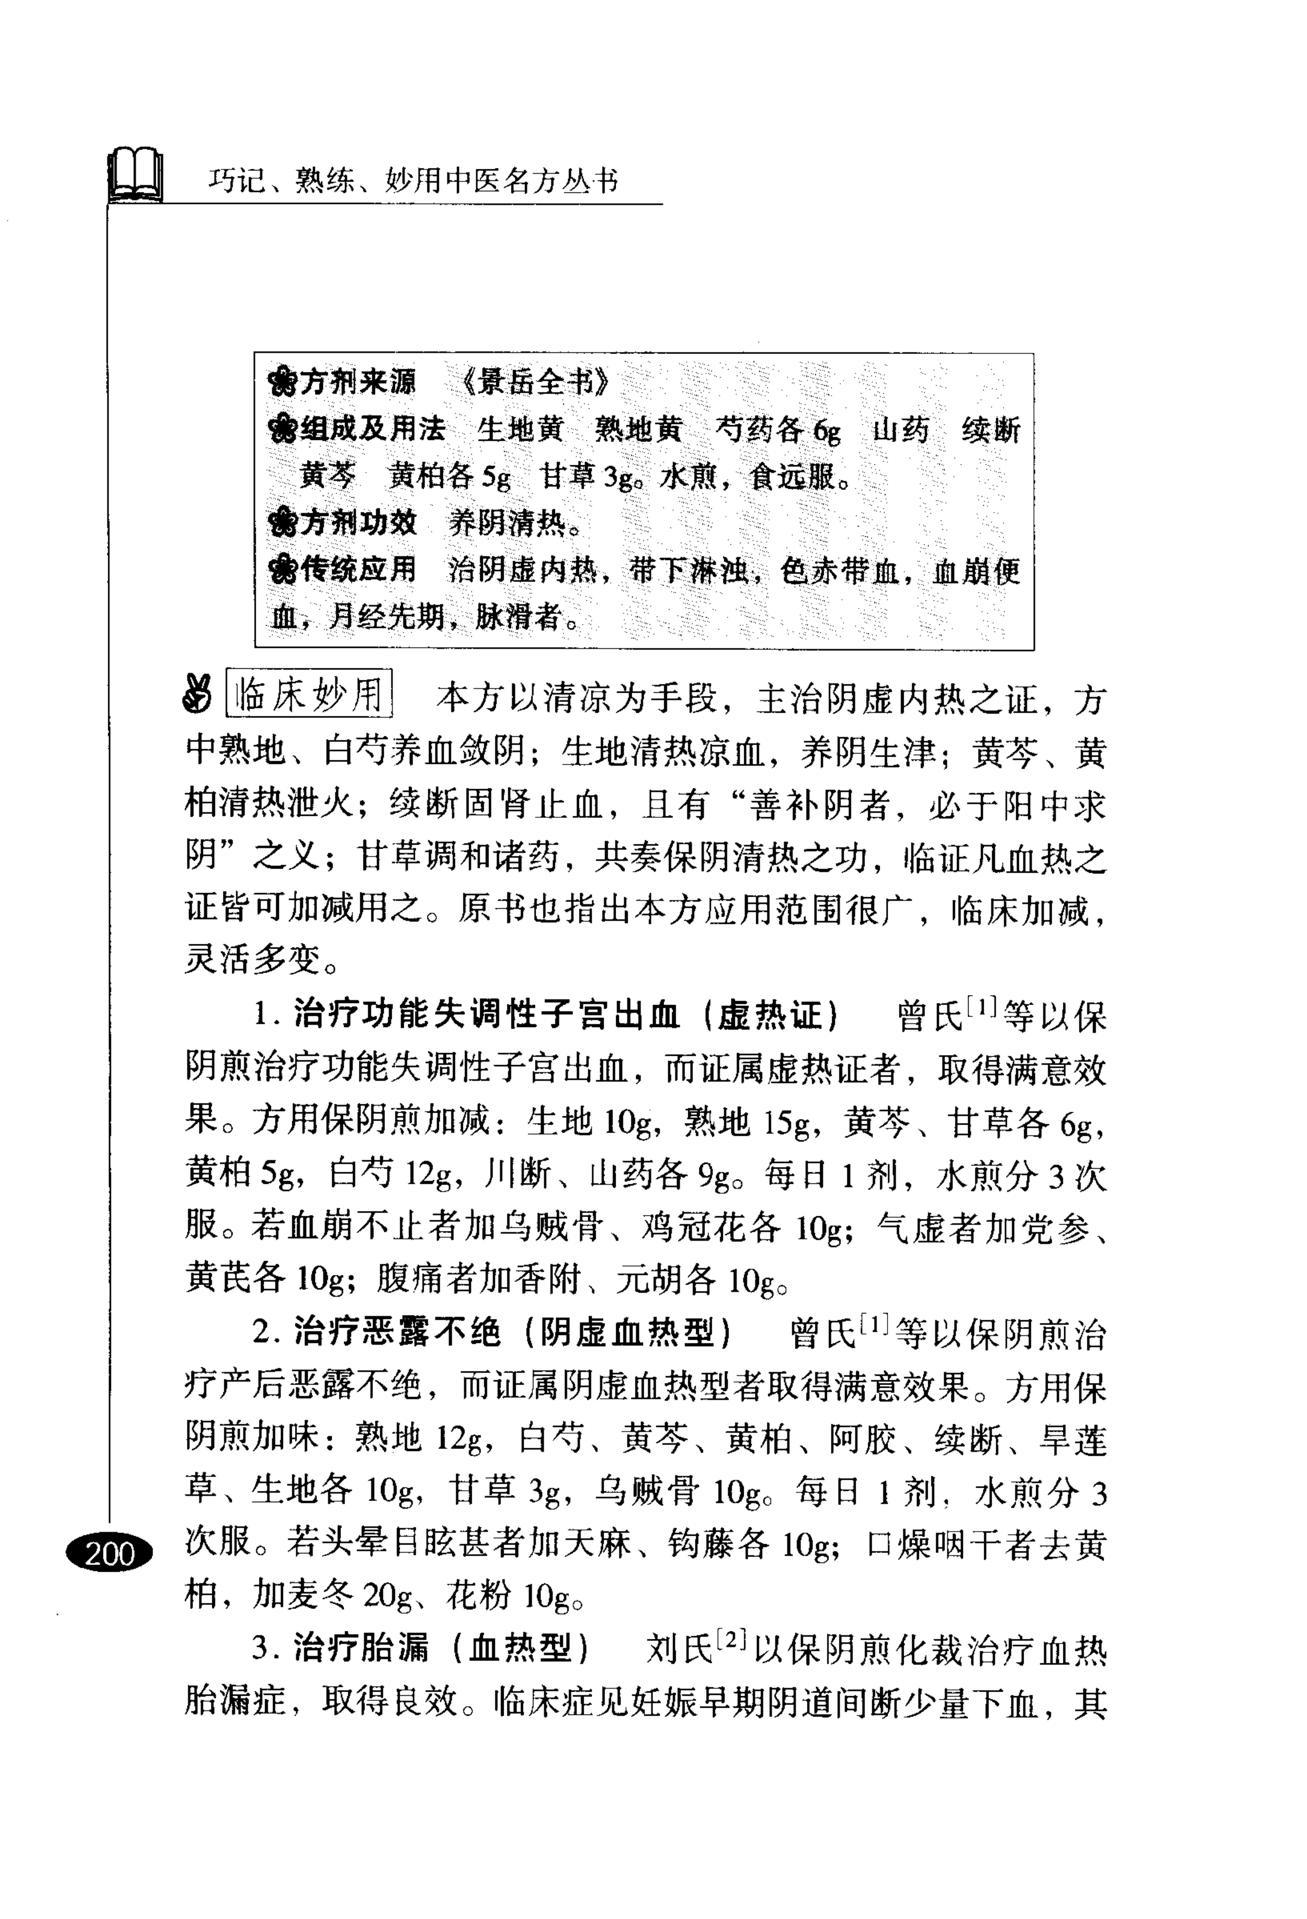 巧记、熟练、妙用中医名方丛书
方剂来源 《景岳全书》
组成及用法 生地黄 熟地黄 芍药各 6g 山药 续断
黄芩 黄柏各 5g 甘草 3g。水煎，食远服。
方剂功效 养阴清热。
传统应用 治阴虚内热，带下淋浊，色赤带血，血崩便
血，月经先期，脉滑者。
临床妙用 本方以清凉为手段，主治阴虚内热之证，方
中熟地、白芍养血敛阴；生地清热凉血，养阴生津；黄芩、黄
柏清热泄火；续断固肾止血，且有“善补阴者，必于阳中求
阴”之义；甘草调和诸药，共奏保阴清热之功，临证凡血热之
证皆可加减用之。原书也指出本方应用范围很广，临床加减，
灵活多变。
1. 治疗功能失调性子宫出血（虚热证） 曾氏[1]等以保
阴煎治疗功能失调性子宫出血，而证属虚热证者，取得满意效
果。方用保阴煎加减：生地 10g，熟地 15g，黄芩、甘草各 6g，
黄柏 5g，白芍 12g，川断、山药各 9g。每日 1 剂，水煎分 3 次
服。若血崩不止者加乌贼骨、鸡冠花各 10g；气虚者加党参、
黄芪各 10g；腹痛者加香附、元胡各 10g。
2. 治疗恶露不绝（阴虚血热型） 曾氏[1]等以保阴煎治
疗产后恶露不绝，而证属阴虚血热型者取得满意效果。方用保
阴煎加味：熟地 12g，白芍、黄芩、黄柏、阿胶、续断、旱莲
草、生地各 10g，甘草 3g，乌贼骨 10g。每日 1 剂，水煎分 3
次服。若头晕目眩甚者加天麻、钩藤各 10g；口燥咽干者去黄
柏，加麦冬 20g、花粉 10g。
3. 治疗胎漏（血热型） 刘氏[2]以保阴煎化裁治疗血热
胎漏症，取得良效。临床症见妊娠早期阴道间断少量下血，其
200